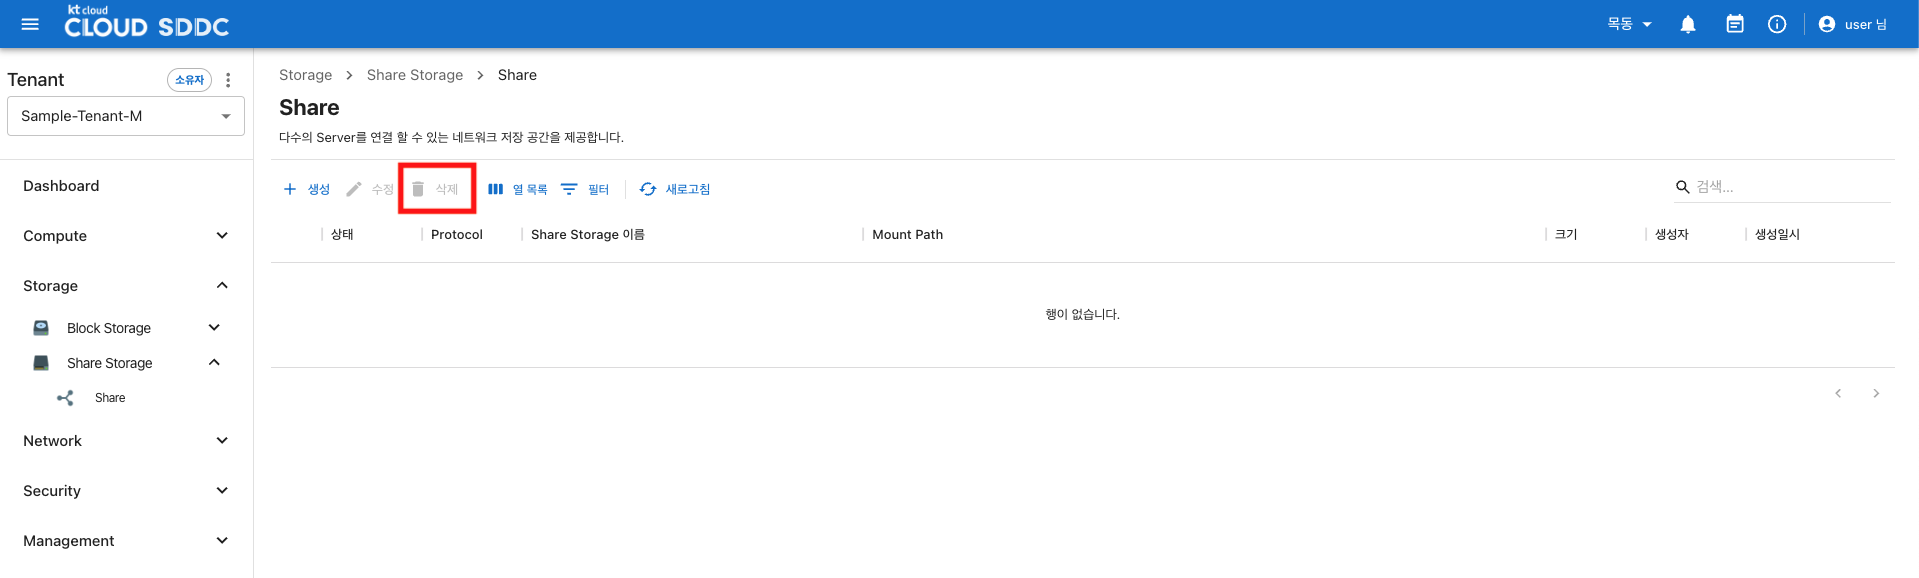 kt cloud
CLOUD SDDC
목동
user 님
Tenant
소유자
Sample-Tenant-M
Dashboard
Compute
Storage
Block Storage
Share Storage
Share
Network
Security
Management
Storage > Share Storage > Share
Share
다수의 Server를 연결 할 수 있는 네트워크 저장 공간을 제공합니다.
생성 수정 삭제 열 목록 필터 새로고침
검색...
상태 Protocol Share Storage 이름 Mount Path 크기 생성자 생성일시
행이 없습니다.